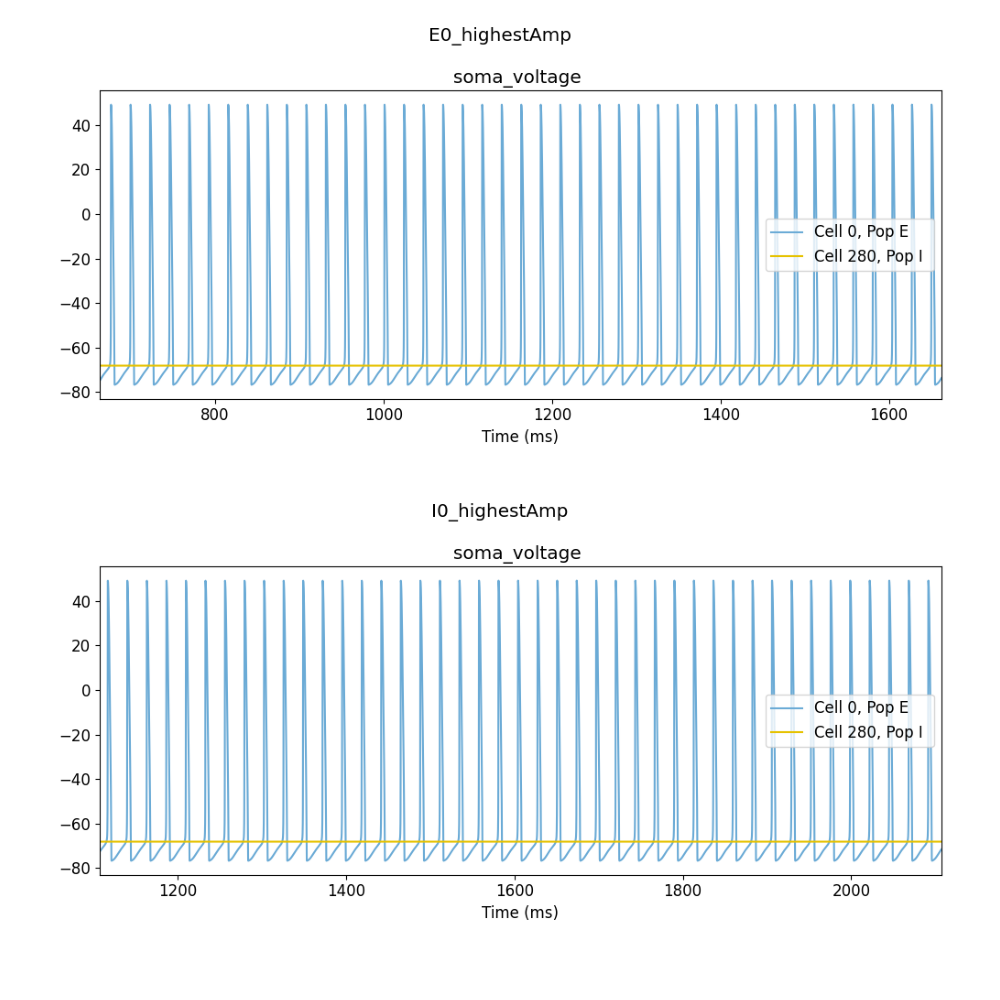 E0_highestAmp
soma_voltage
40
20
0
−20
−40
−60
−80
Cell 0, Pop E
Cell 280, Pop I
800 1000 1200 1400 1600
Time (ms)
I0_highestAmp
soma_voltage
40
20
0
−20
−40
−60
−80
Cell 0, Pop E
Cell 280, Pop I
1200 1400 1600 1800 2000
Time (ms)